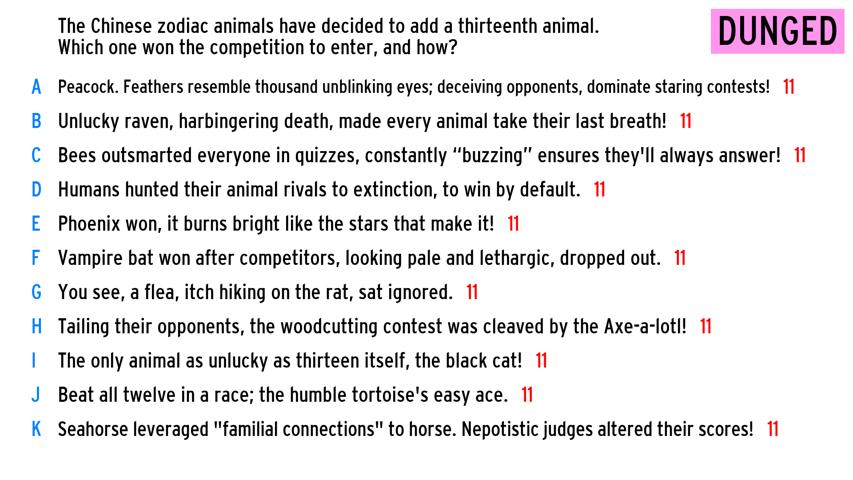 The Chinese zodiac animals have decided to add a thirteenth animal.
Which one won the competition to enter, and how?
DUNGED
A Peacock. Feathers resemble thousand unblinking eyes; deceiving opponents, dominate staring contests! 11
B Unlucky raven, harbingering death, made every animal take their last breath! 11
C Bees outsmarted everyone in quizzes, constantly “buzzing” ensures they'll always answer! 11
D Humans hunted their animal rivals to extinction, to win by default. 11
E Phoenix won, it burns bright like the stars that make it! 11
F Vampire bat won after competitors, looking pale and lethargic, dropped out. 11
G You see, a flea, itch hiking on the rat, sat ignored. 11
H Tailing their opponents, the woodcutting contest was cleaved by the Axe-a-lotl! 11
I The only animal as unlucky as thirteen itself, the black cat! 11
J Beat all twelve in a race; the humble tortoise's easy ace. 11
K Seahorse leveraged "familial connections" to horse. Nepotistic judges altered their scores! 11